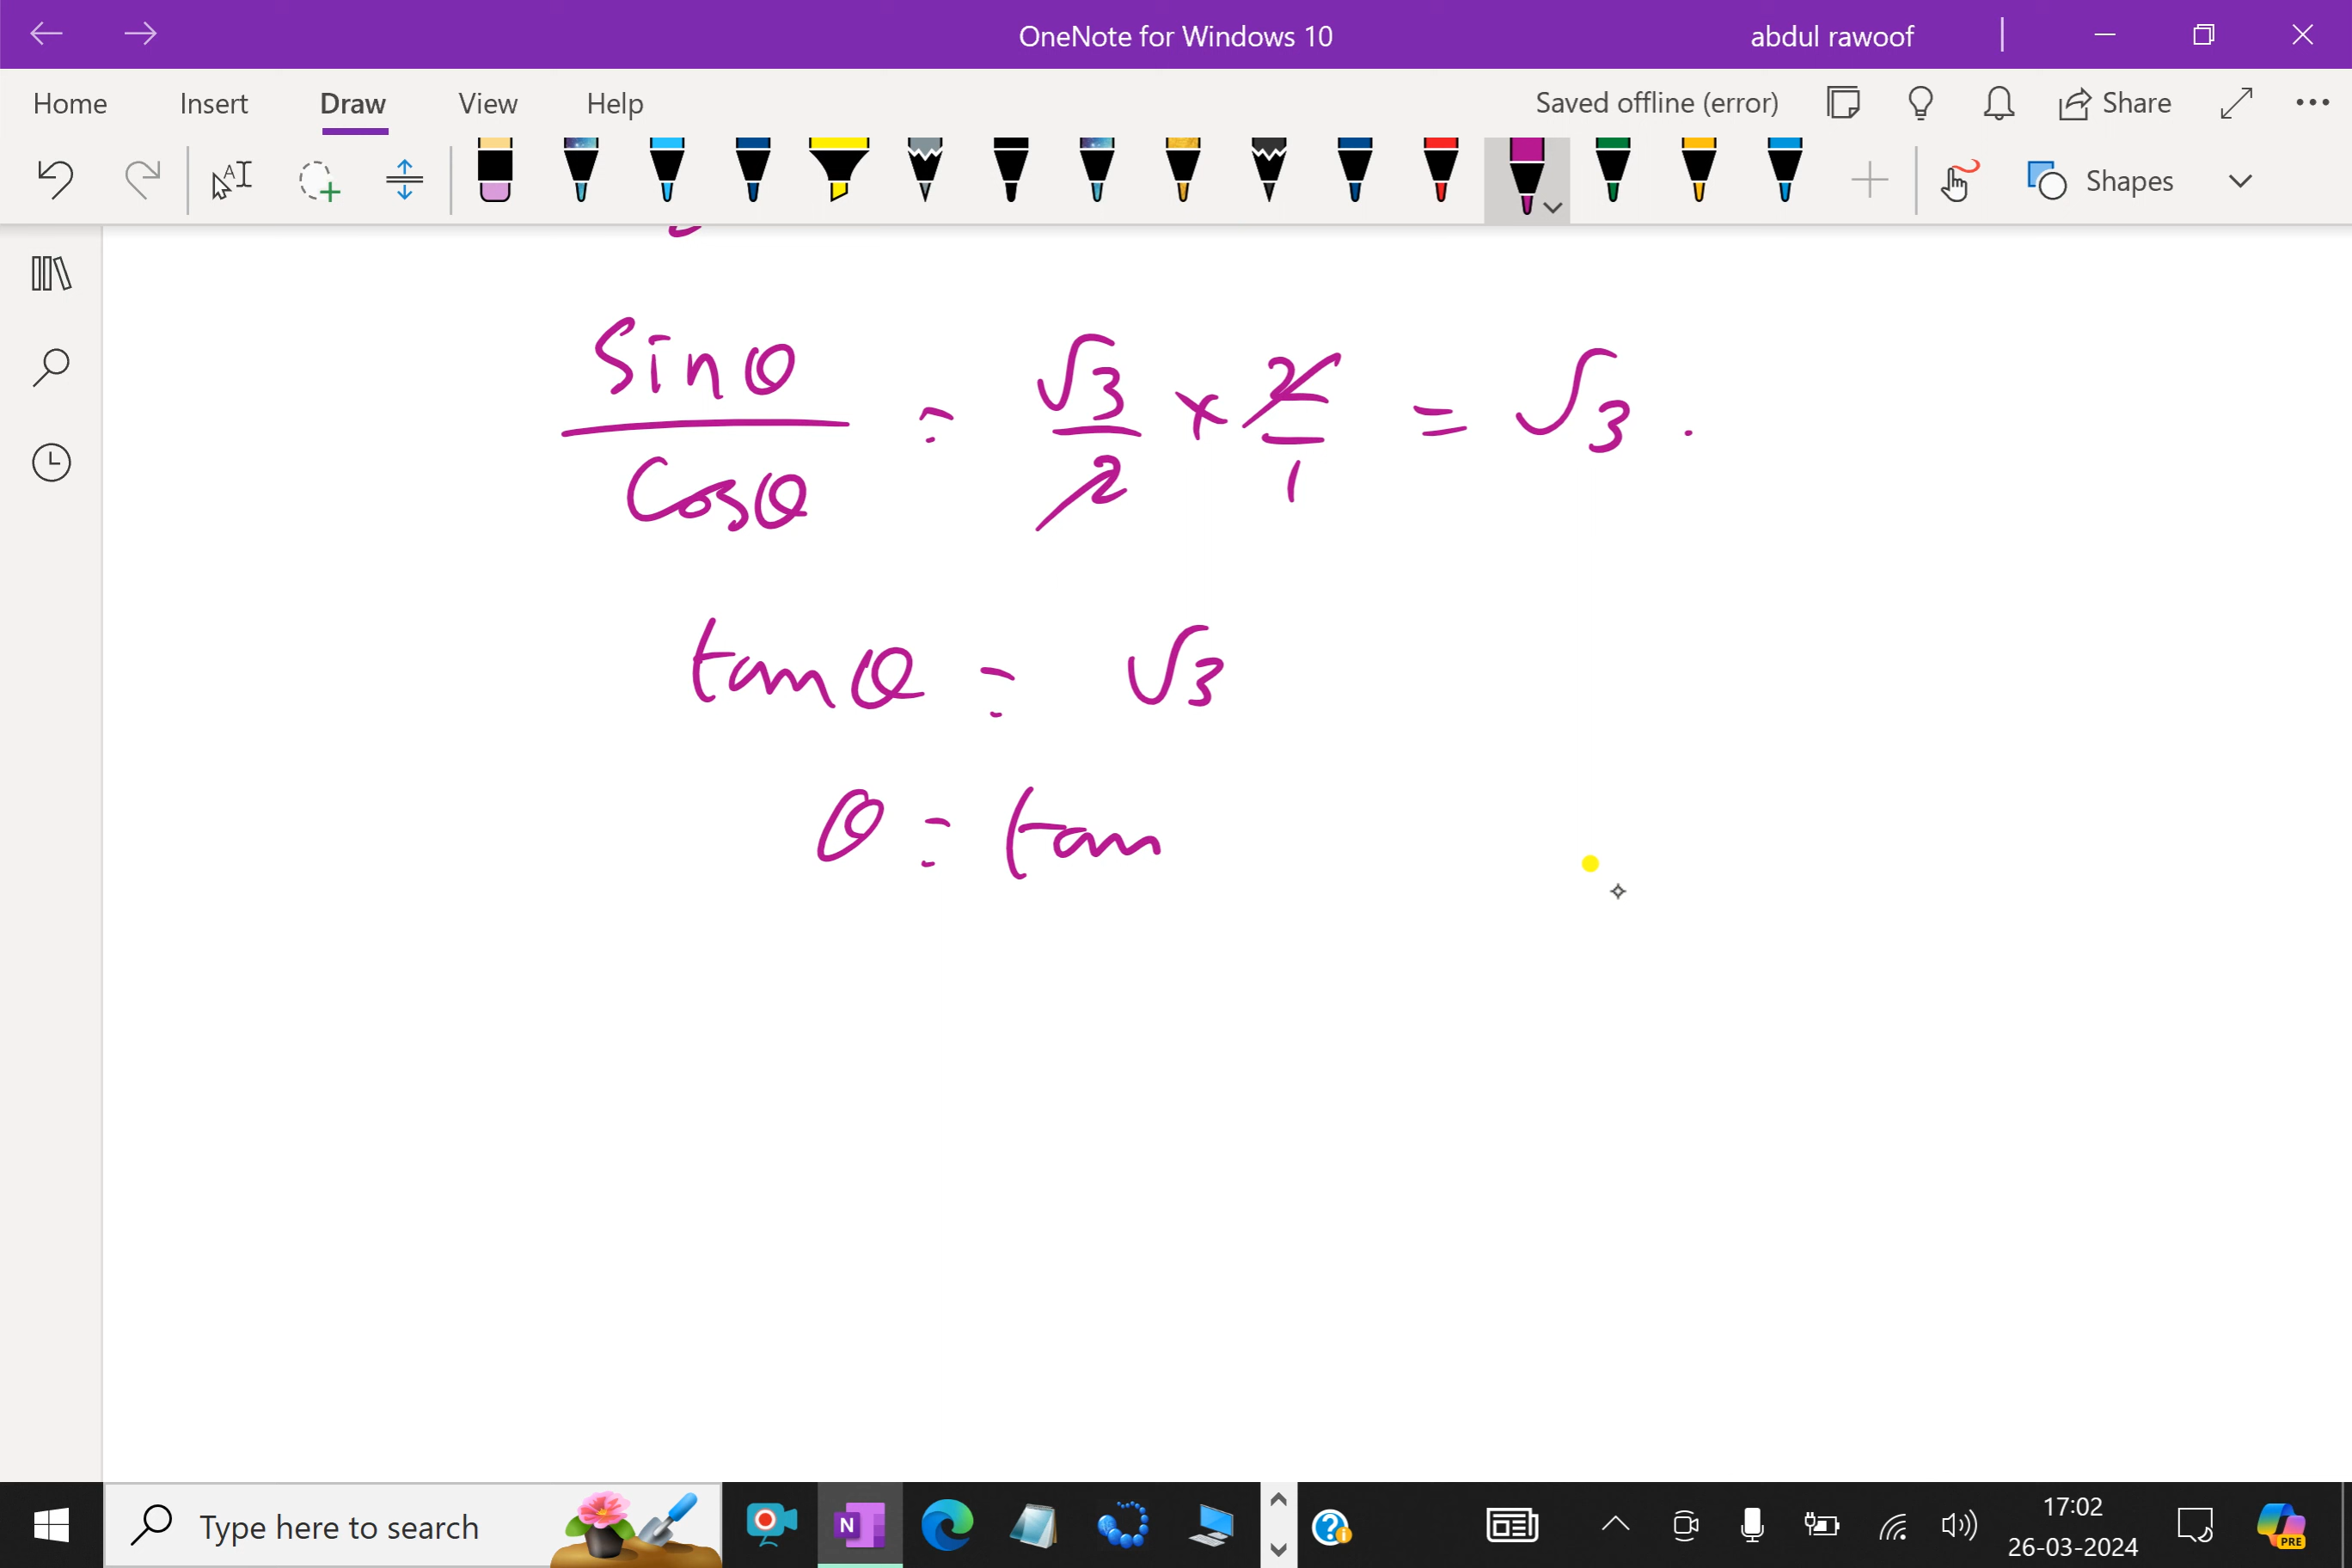 OneNote for Windows 10
abdul rawoof
Home Insert Draw View Help
Saved offline (error)
Share
Shapes
Sinθ / Cosθ = √3/2 × 2/1 = √3 .
tanθ = √3
θ = tan
Type here to search
17:02
26-03-2024
PRE